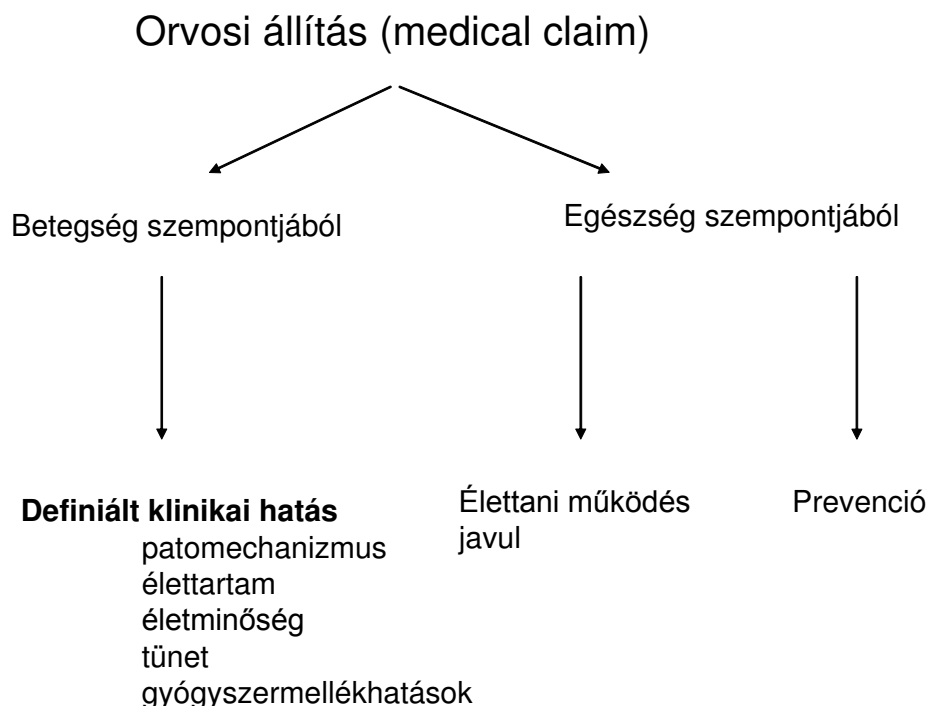 Orvosi állítás (medical claim)
Betegség szempontjából
Egészség szempontjából
Definiált klinikai hatás
patomechanizmus
élettartam
életminőség
tünet
gyógyszermellékhatások
Élettani működés
javul
Prevenció